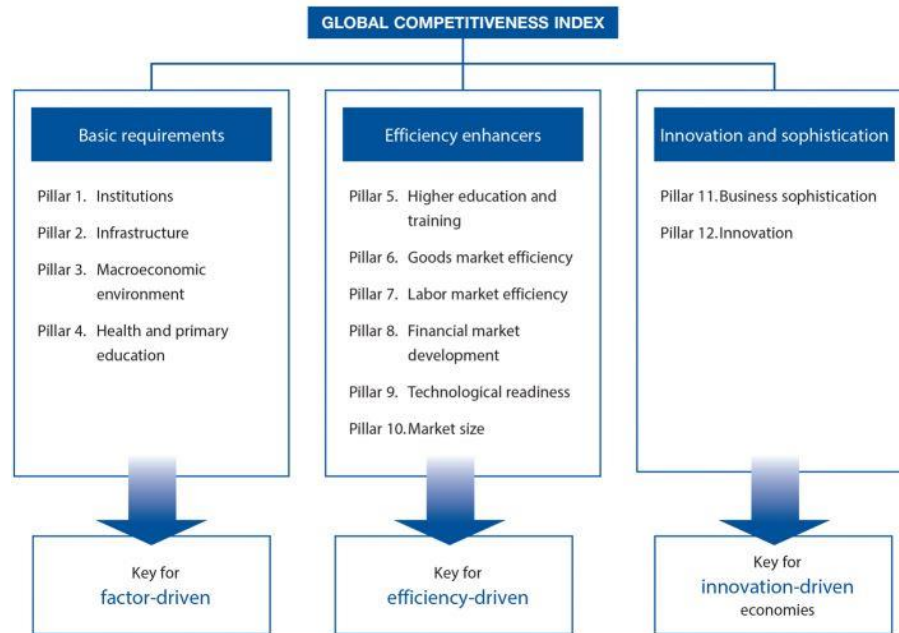 GLOBAL COMPETITIVENESS INDEX
Basic requirements
Pillar 1. Institutions
Pillar 2. Infrastructure
Pillar 3. Macroeconomic
environment
Pillar 4. Health and primary
education
Key for
factor-driven
Efficiency enhancers
Pillar 5. Higher education and
training
Pillar 6. Goods market efficiency
Pillar 7. Labor market efficiency
Pillar 8. Financial market
development
Pillar 9. Technological readiness
Pillar 10. Market size
Key for
efficiency-driven
Innovation and sophistication
Pillar 11. Business sophistication
Pillar 12. Innovation
Key for
innovation-driven
economies